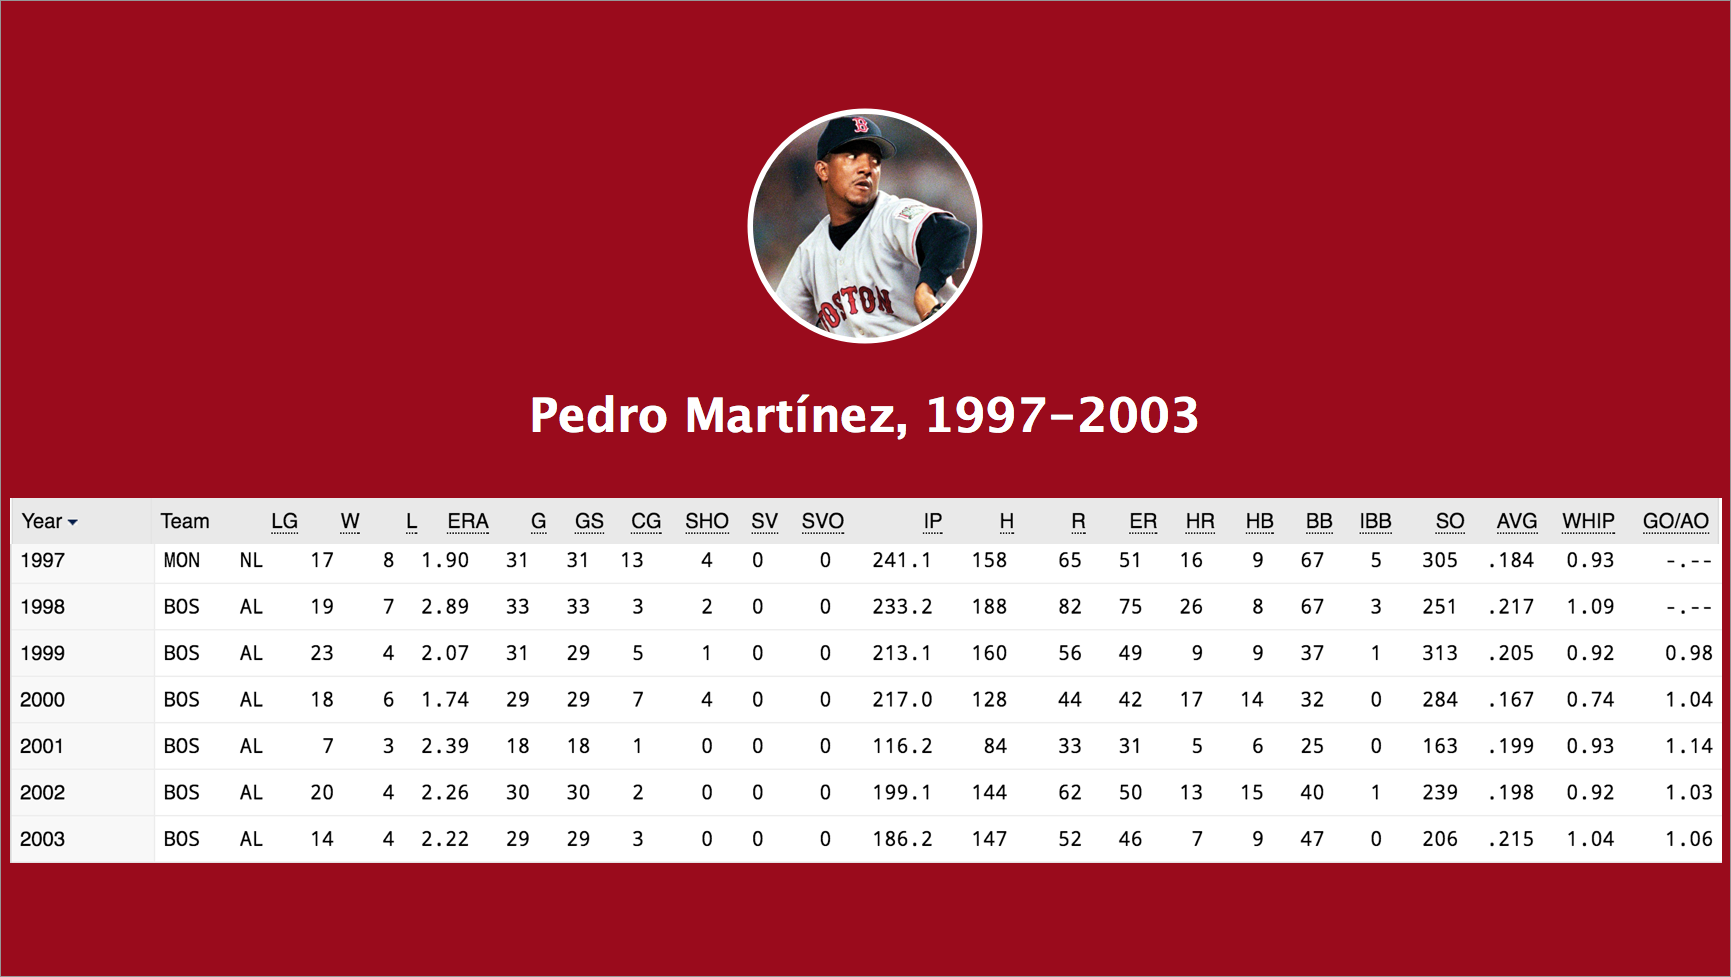 B
BOSTON
Pedro Martínez, 1997–2003
Year Team LG W L ERA G GS CG SHO SV SVO IP H R ER HR HB BB IBB SO AVG WHIP GO/AO
1997 MON NL 17 8 1.90 31 31 13 4 0 0 241.1 158 65 51 16 9 67 5 305 .184 0.93 -.--
1998 BOS AL 19 7 2.89 33 33 3 2 0 0 233.2 188 82 75 26 8 67 3 251 .217 1.09 -.--
1999 BOS AL 23 4 2.07 31 29 5 1 0 0 213.1 160 56 49 9 9 37 1 313 .205 0.92 0.98
2000 BOS AL 18 6 1.74 29 29 7 4 0 0 217.0 128 44 42 17 14 32 0 284 .167 0.74 1.04
2001 BOS AL 7 3 2.39 18 18 1 0 0 0 116.2 84 33 31 5 6 25 0 163 .199 0.93 1.14
2002 BOS AL 20 4 2.26 30 30 2 0 0 0 199.1 144 62 50 13 15 40 1 239 .198 0.92 1.03
2003 BOS AL 14 4 2.22 29 29 3 0 0 0 186.2 147 52 46 7 9 47 0 206 .215 1.04 1.06